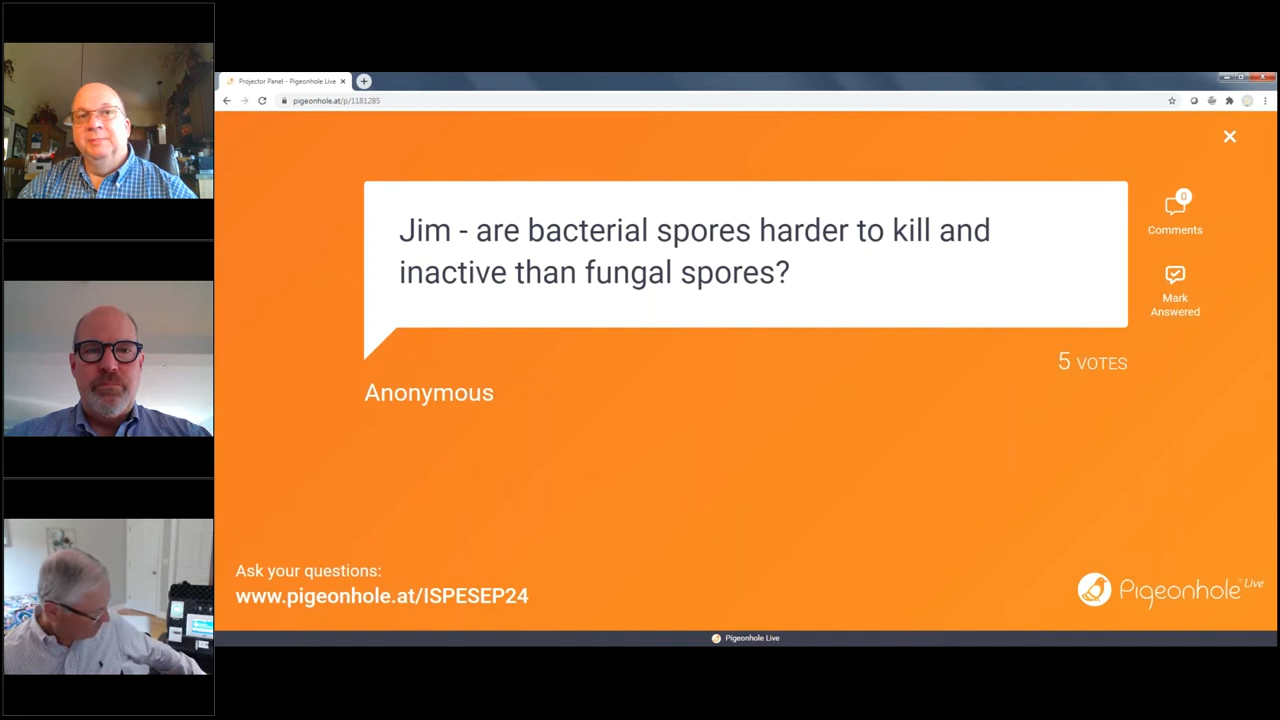 Projector Panel - Pigeonhole Live
pigeonhole.at/p/1181285
Jim - are bacterial spores harder to kill and
inactive than fungal spores?
0
Comments
Mark
Answered
5 VOTES
Anonymous
Ask your questions:
www.pigeonhole.at/ISPESEP24
Pigeonhole Live
Pigeonhole Live